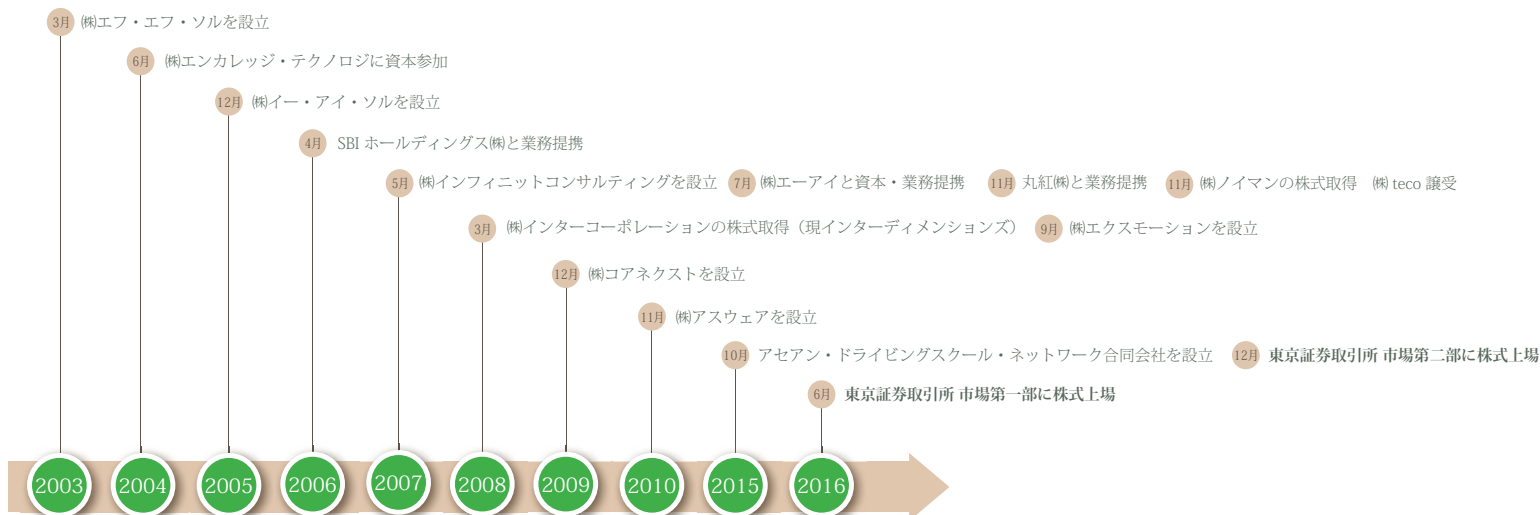 3月 ㈱エフ・エフ・ソルを設立
6月 ㈱エンカレッジ・テクノロジに資本参加
12月 ㈱イー・アイ・ソルを設立
4月 SBI ホールディングス㈱と業務提携
5月 ㈱インフィニットコンサルティングを設立 7月 ㈱エーアイと資本・業務提携 11月 丸紅㈱と業務提携 11月 ㈱ノイマンの株式取得 ㈱ teco 譲受
3月 ㈱インターコーポレーションの株式取得（現インターディメンションズ） 9月 ㈱エクスモーションを設立
12月 ㈱コアネクストを設立
11月 ㈱アスウェアを設立
10月 アセアン・ドライビングスクール・ネットワーク合同会社を設立 12月 東京証券取引所 市場第二部に株式上場
6月 東京証券取引所 市場第一部に株式上場
2003 2004 2005 2006 2007 2008 2009 2010 2015 2016